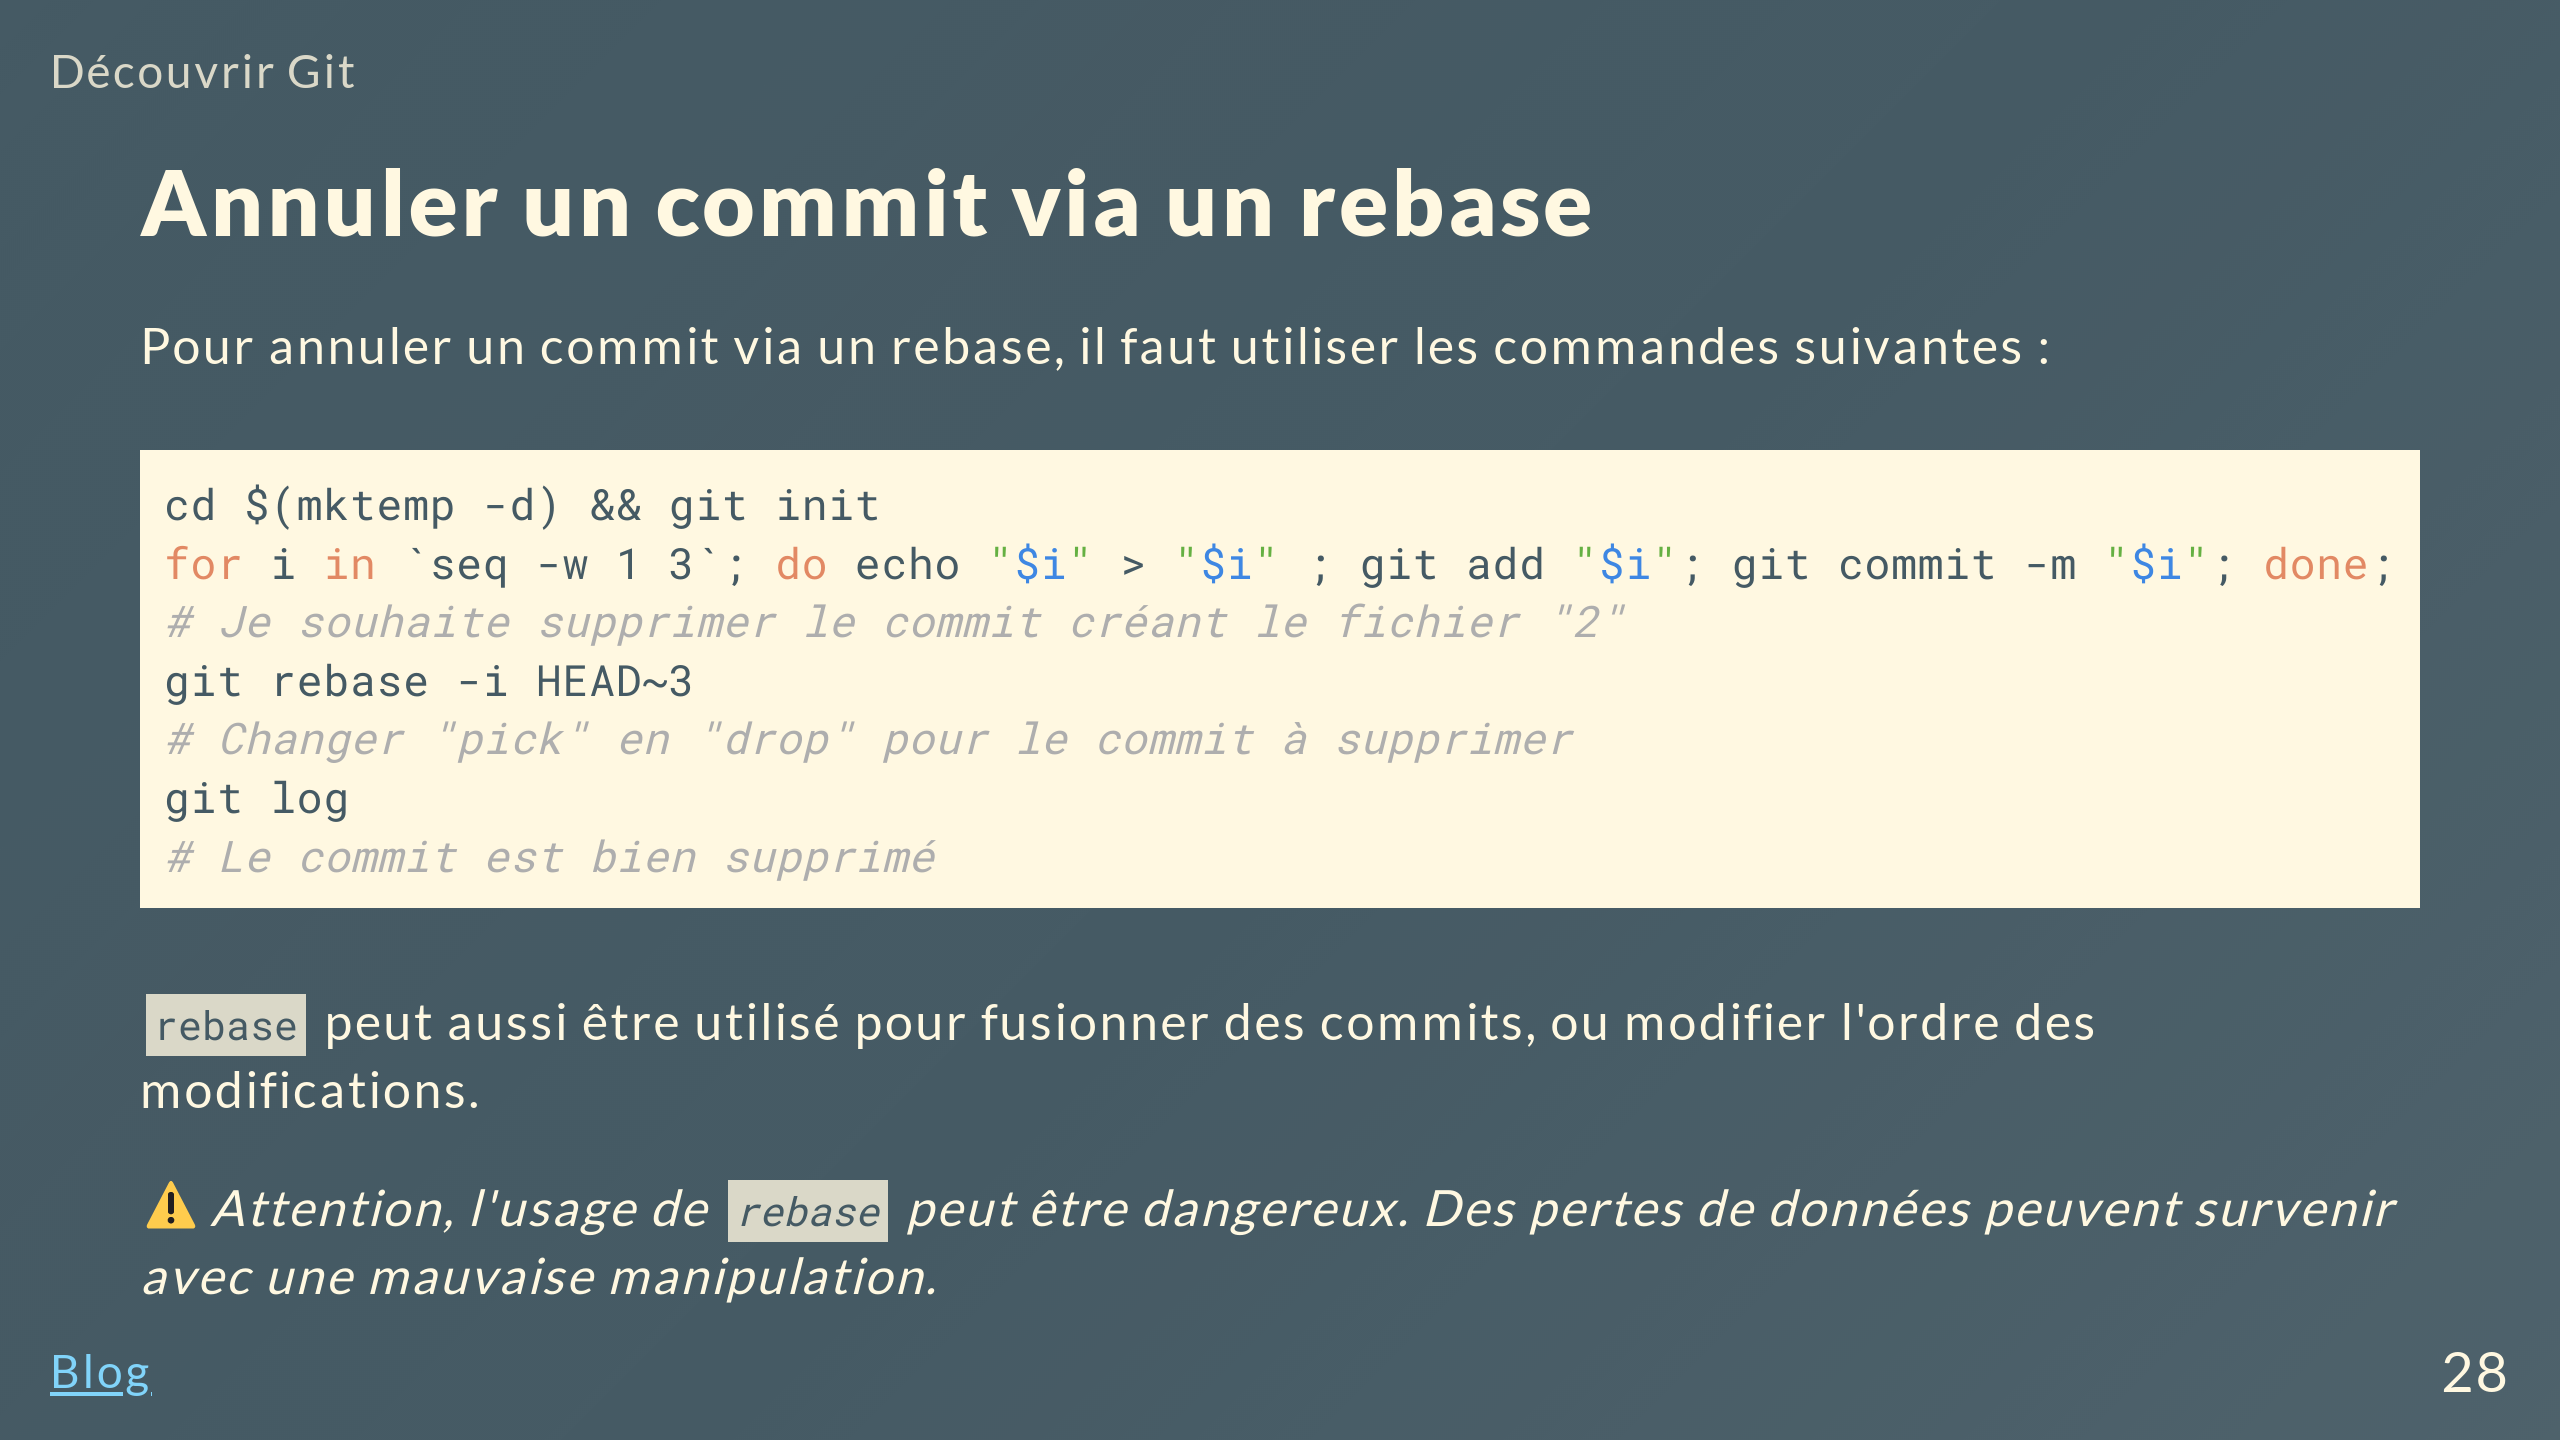 Découvrir Git
Annuler un commit via un rebase
Pour annuler un commit via un rebase, il faut utiliser les commandes suivantes :
cd $(mktemp -d) && git init
for i in `seq -w 1 3`; do echo "$i" > "$i" ; git add "$i"; git commit -m "$i"; done;
# Je souhaite supprimer le commit créant le fichier "2"
git rebase -i HEAD~3
# Changer "pick" en "drop" pour le commit à supprimer
git log
# Le commit est bien supprimé
rebase peut aussi être utilisé pour fusionner des commits, ou modifier l'ordre des
modifications.
⚠️ Attention, l'usage de rebase peut être dangereux. Des pertes de données peuvent survenir
avec une mauvaise manipulation.
Blog
28